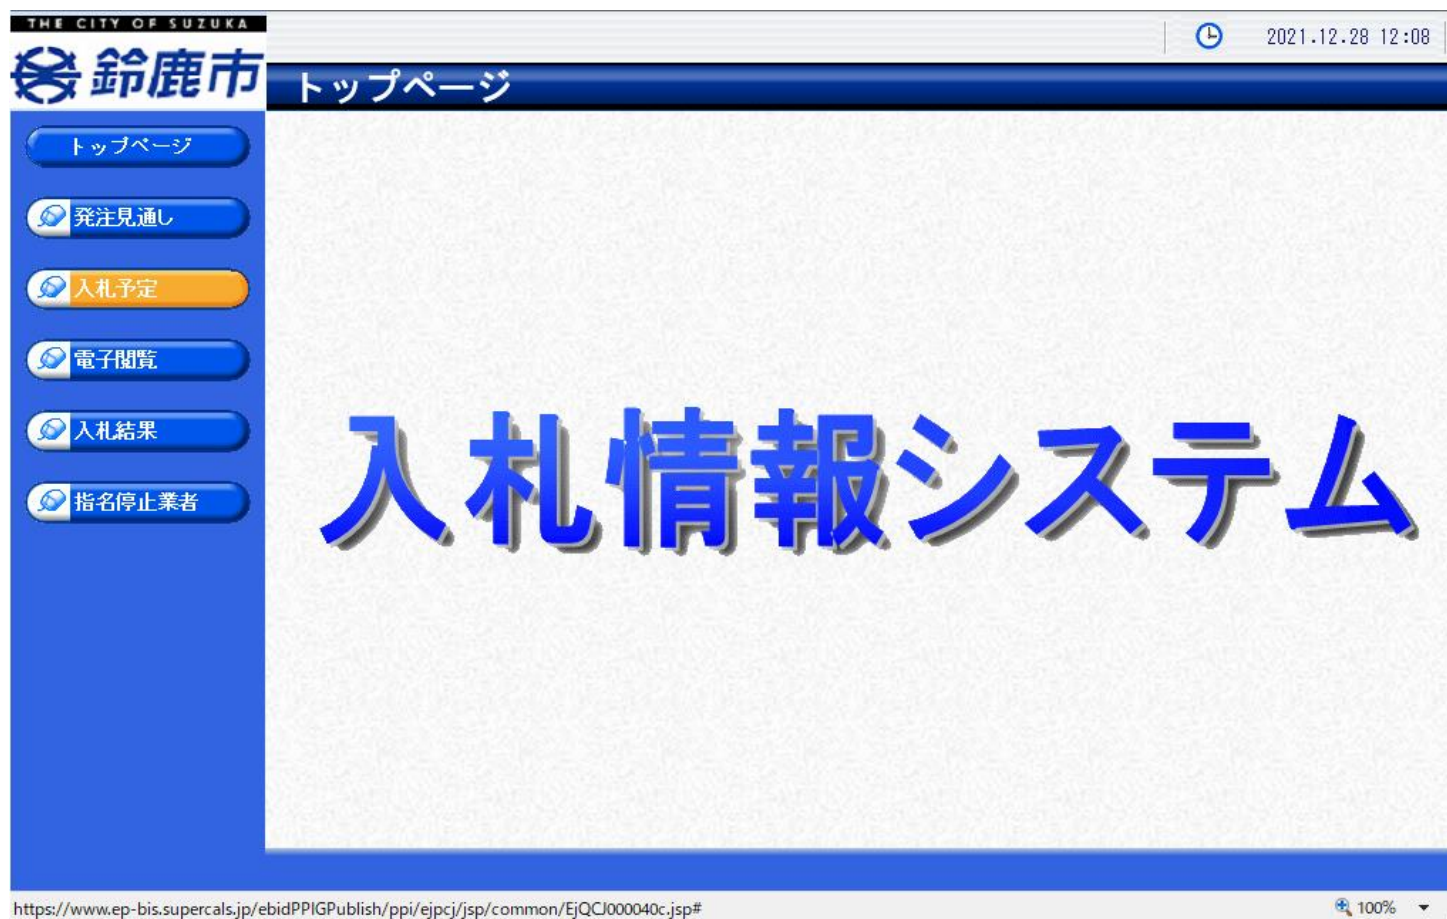 THE CITY OF SUZUKA
鈴鹿市
2021.12.28 12:08
トップページ
トップページ
発注見通し
入札予定
電子閲覧
入札結果
指名停止業者
入札情報システム
https://www.ep-bis.supercals.jp/ebidPPIGPublish/ppi/ejpcj/jsp/common/EjQCJ000040c.jsp#
100%